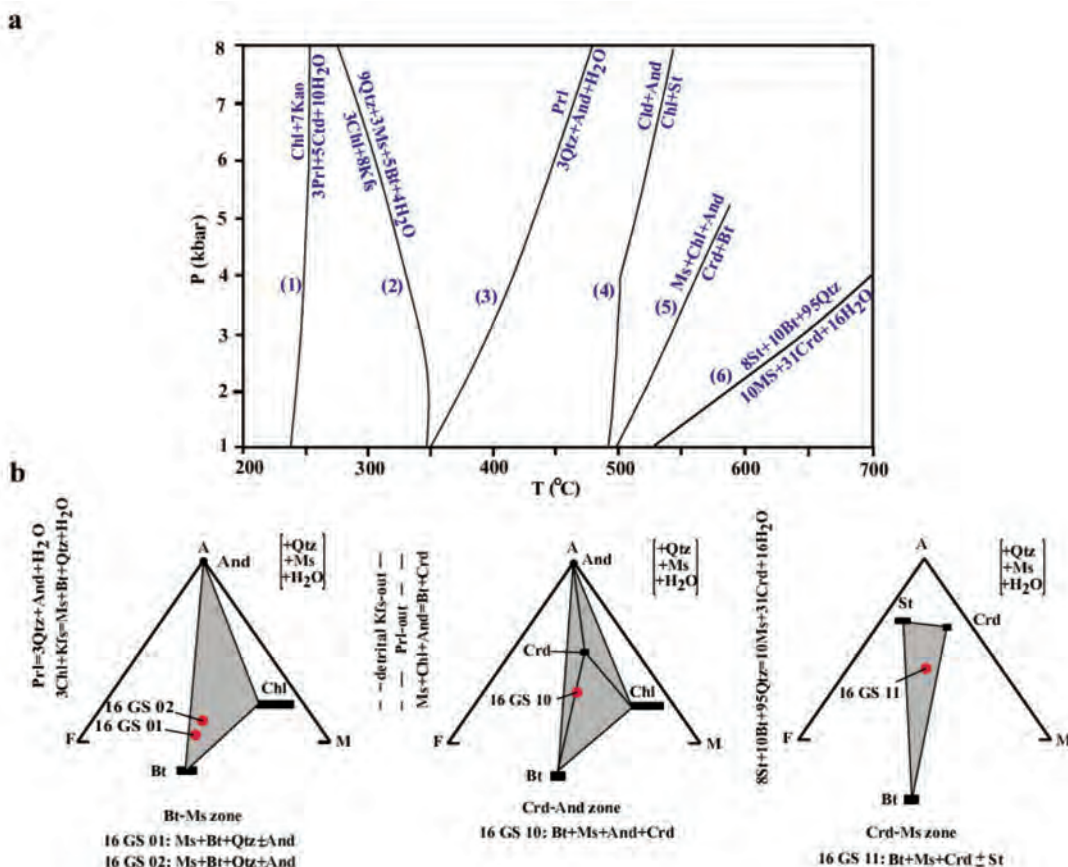 a
8
7
6
5
4
3
2
1
P (kbar)
200
300
400
500
600
700
T (°C)
Chl+7Kao
3Prl+5Ctd+10H₂O
(1)
9Qtz+3Ms+5Bt+4H₂O
3Chl+8Kfs
(2)
Prl
3Qtz+And+H₂O
(3)
Cld+And
Chl+St
(4)
Ms+Chl+And
Crd+Bt
(5)
8St+10Bt+95Qtz
10MS+31Crd+16H₂O
(6)
b
Prl=3Qtz+And+H₂O
3Chl+Kfs=Ms+Bt+Qtz+H₂O
A
And
+Qtz
+Ms
+H₂O
Chl
16 GS 02
16 GS 01
F
M
Bt
Bt-Ms zone
16 GS 01: Ms+Bt+Qtz±And
16 GS 02: Ms+Bt+Qtz+And
– –detrital Kfs-out– –
— — Prl-out — —
Ms+Chl+And=Bt+Crd
A
And
+Qtz
+Ms
+H₂O
Crd
Chl
16 GS 10
F
M
Bt
Crd-And zone
16 GS 10: Bt+Ms+And+Crd
8St+10Bt+95Qtz=10Ms+31Crd+16H₂O
A
+Qtz
+Ms
+H₂O
St
Crd
16 GS 11
F
M
Bt
Crd-Ms zone
16 GS 11: Bt+Ms+Crd ± St